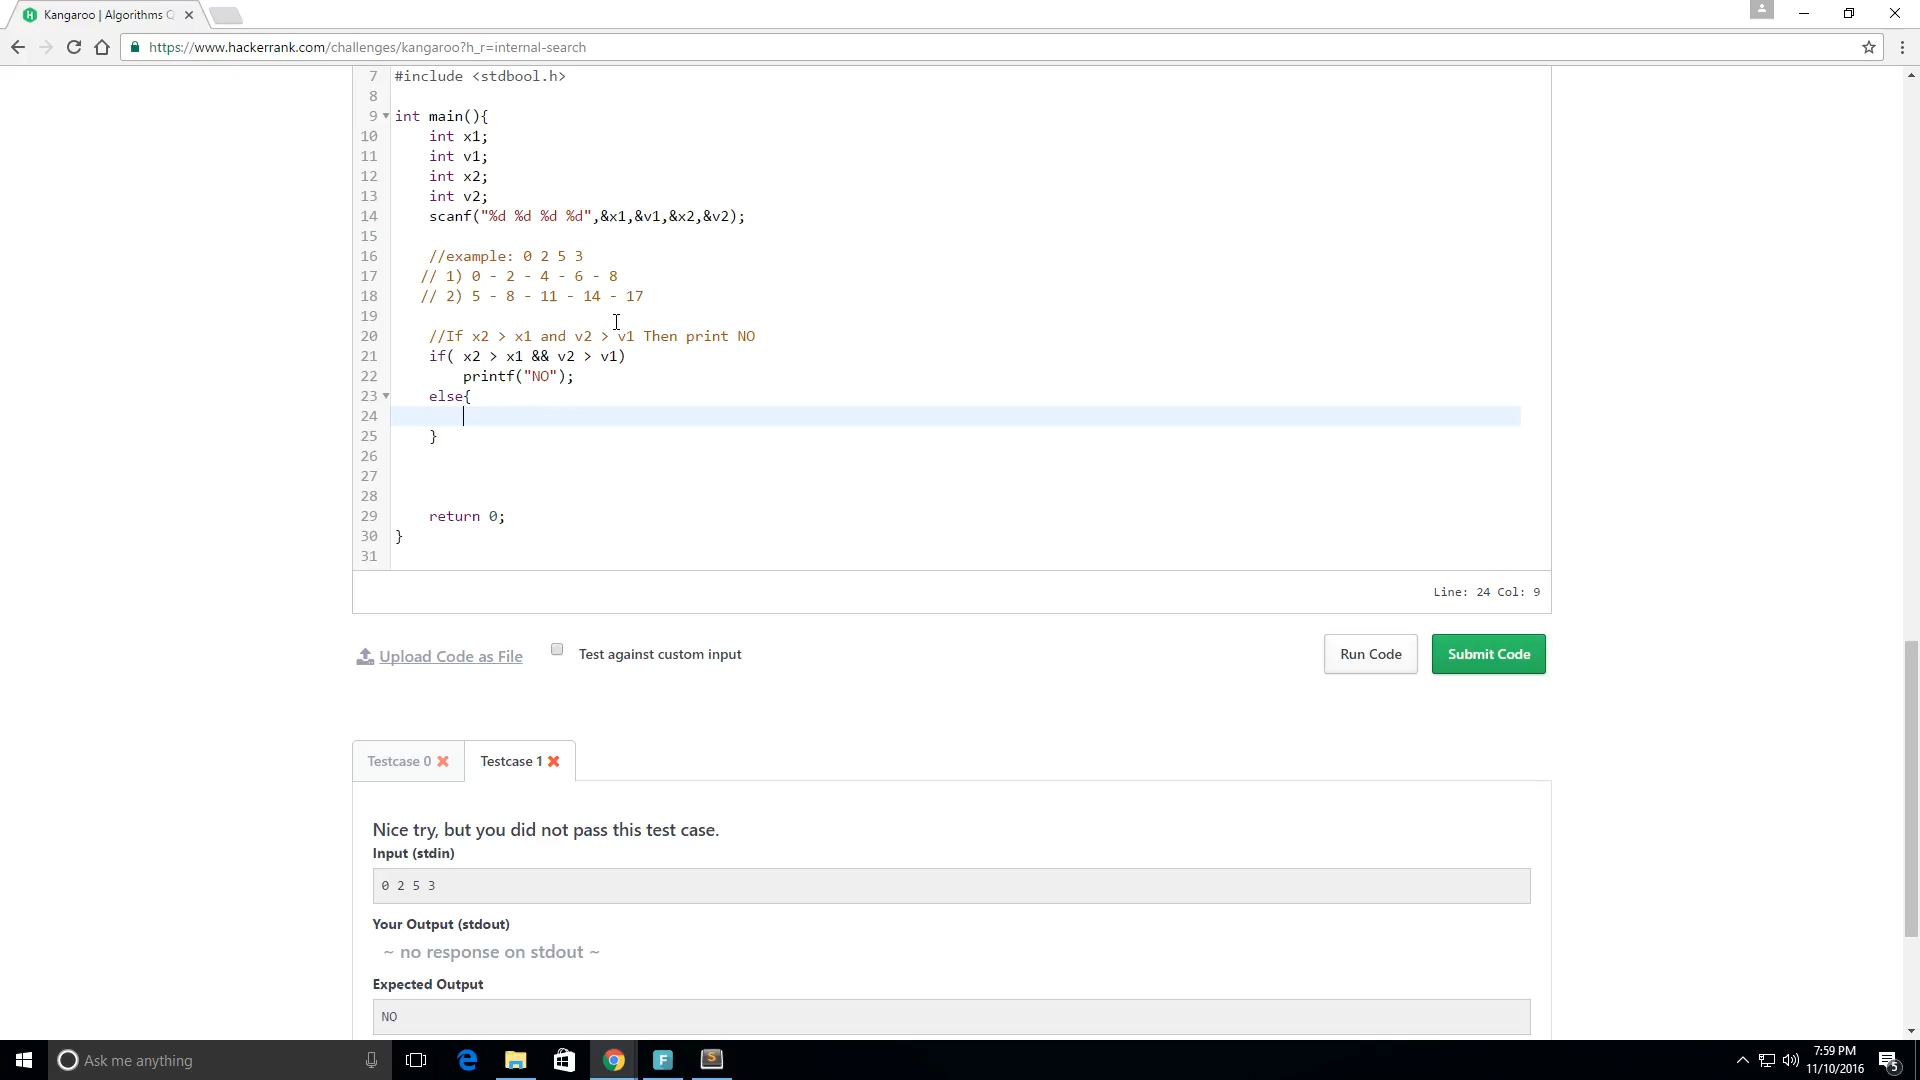 Kangaroo | Algorithms Q
https://www.hackerrank.com/challenges/kangaroo?h_r=internal-search
7 #include <stdbool.h>
8
9 int main(){
10 int x1;
11 int v1;
12 int x2;
13 int v2;
14 scanf("%d %d %d %d",&x1,&v1,&x2,&v2);
15
16 //example: 0 2 5 3
17 // 1) 0 - 2 - 4 - 6 - 8
18 // 2) 5 - 8 - 11 - 14 - 17
19
20 //If x2 > x1 and v2 > v1 Then print NO
21 if( x2 > x1 && v2 > v1)
22 printf("NO");
23 else{
24
25 }
26
27
28
29 return 0;
30 }
31
Line: 24 Col: 9
Upload Code as File Test against custom input Run Code Submit Code
Testcase 0 Testcase 1
Nice try, but you did not pass this test case.
Input (stdin)
0 2 5 3
Your Output (stdout)
~ no response on stdout ~
Expected Output
NO
Ask me anything
7:59 PM
11/10/2016
5